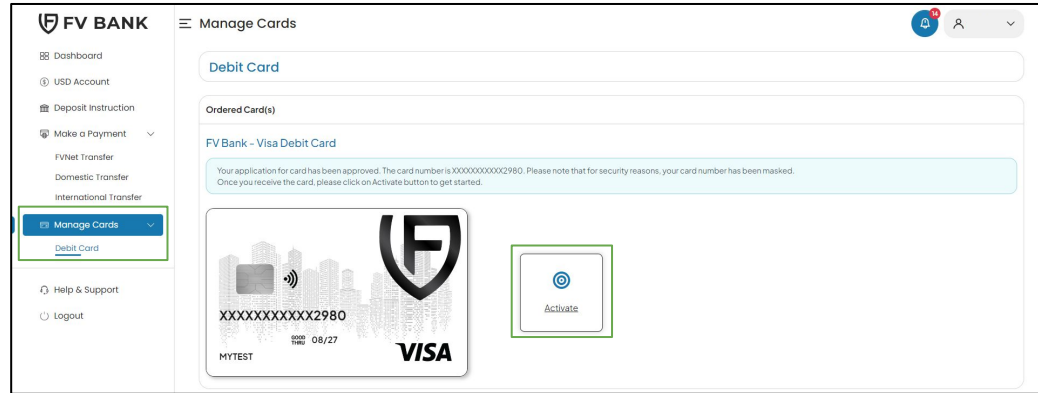 FV BANK
Manage Cards
14
Dashboard
USD Account
Deposit Instruction
Make a Payment
FVNet Transfer
Domestic Transfer
International Transfer
Manage Cards
Debit Card
Help & Support
Logout
Debit Card
Ordered Card(s)
FV Bank - Visa Debit Card
Your application for card has been approved. The card number is XXXXXXXXXXXX2980. Please note that for security reasons, your card number has been masked.
Once you receive the card, please click on Activate button to get started.
XXXXXXXXXXXX2980
GOOD
THRU 08/27
MYTEST
VISA
Activate